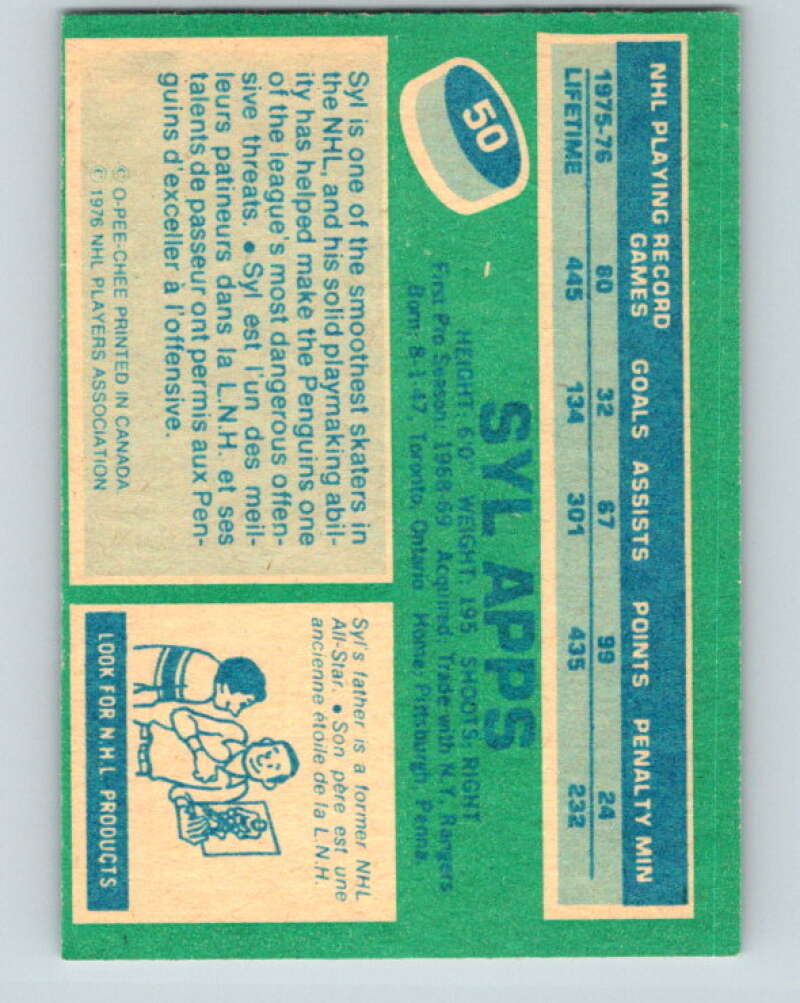 NHL PLAYING RECORD
GAMES GOALS ASSISTS POINTS PENALTY MIN
1975-76 80 32 67 99 24
LIFETIME 445 134 301 435 232
50
SYL APPS
HEIGHT: 6'0" WEIGHT: 195 SHOOTS: RIGHT
First Pro Season: 1968-69 Acquired: Trade with N.Y. Rangers
Born: 8-1-47, Toronto, Ontario Home: Pittsburgh, Penna.
Syl is one of the smoothest skaters in
the NHL, and his solid playmaking abil-
ity has helped make the Penguins one
of the league's most dangerous offen-
sive threats. • Syl est l'un des meil-
leurs patineurs dans la L.N.H. et ses
talents de passeur ont permis aux Pen-
guins d'exceller à l'offensive.
© O-PEE-CHEE PRINTED IN CANADA
© 1976 NHL PLAYERS ASSOCIATION
Syl's father is a former NHL
All-Star. • Son père est une
ancienne étoile de la L.N.H.
LOOK FOR N.H.L. PRODUCTS